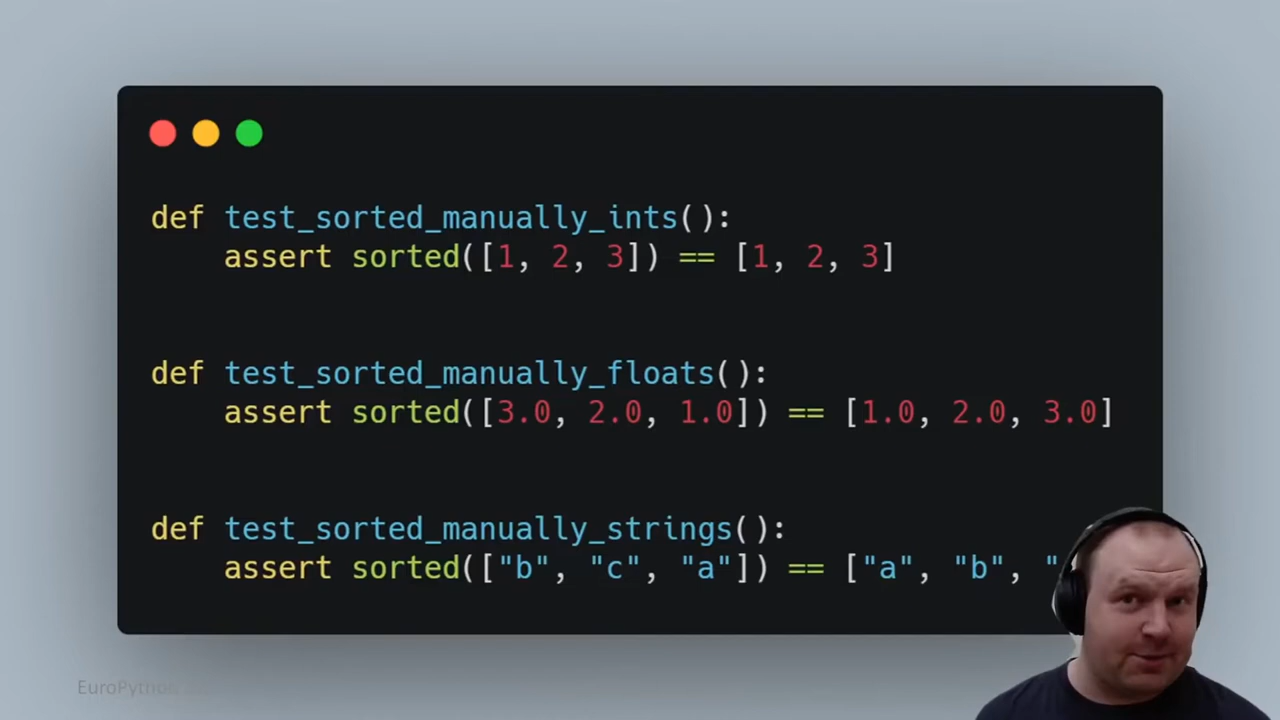 def test_sorted_manually_ints():
    assert sorted([1, 2, 3]) == [1, 2, 3]
def test_sorted_manually_floats():
    assert sorted([3.0, 2.0, 1.0]) == [1.0, 2.0, 3.0]
def test_sorted_manually_strings():
    assert sorted(["b", "c", "a"]) == ["a", "b", "
EuroPython